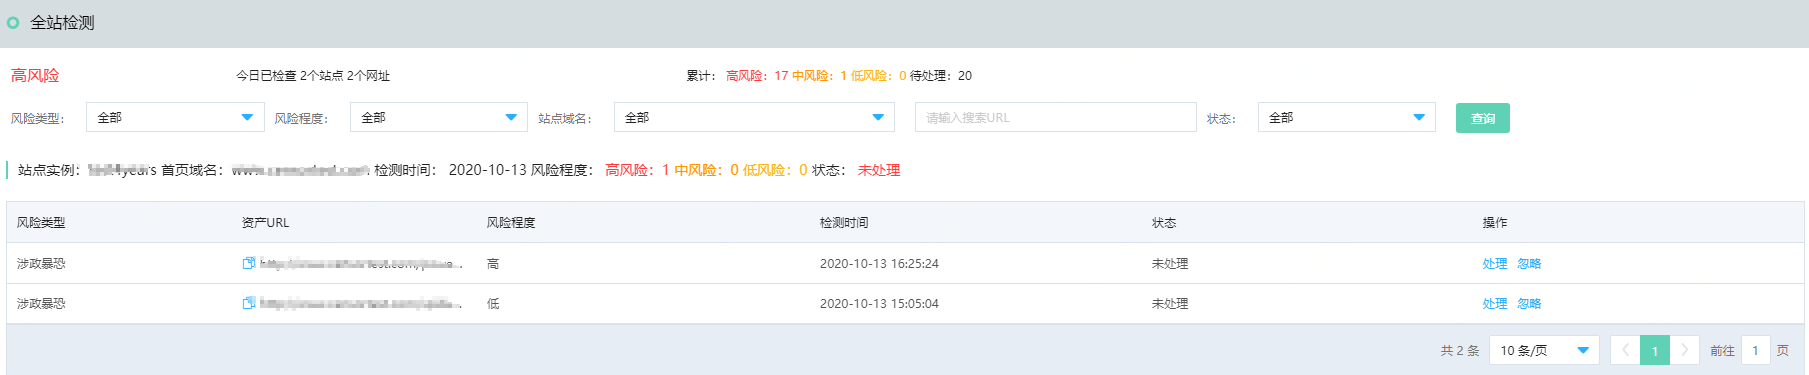 全站检测
高风险 今日已检查 2个站点 2个网址 累计： 高风险：17 中风险：1 低风险：0 待处理：20
风险类型： 全部 风险程度： 全部 站点域名： 全部 请输入搜索URL 状态： 全部 查询
站点实例： 首页域名： 检测时间： 2020-10-13 风险程度： 高风险：1 中风险：0 低风险：0 状态： 未处理
风险类型 资产URL 风险程度 检测时间 状态 操作
涉政暴恐 高 2020-10-13 16:25:24 未处理 处理 忽略
涉政暴恐 低 2020-10-13 15:05:04 未处理 处理 忽略
共 2 条 10 条/页 1 前往 1 页